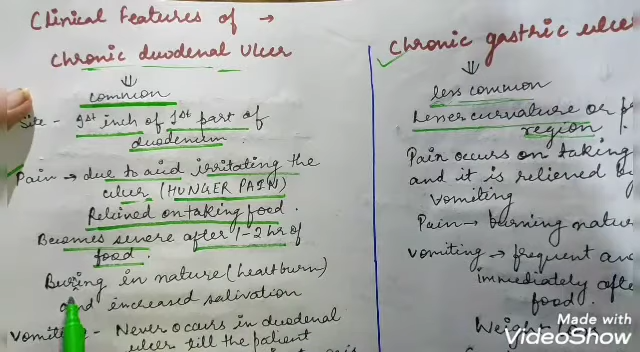 Clinical Features of →
Chronic duodenal Ulcer
⇓
common
Site - 1st inch of 1st part of
duodenum.
Pain → due to acid irritating the
ulcer (HUNGER PAIN)
Relieved on taking food.
Becomes severe after 1-2 hr of
food.
Burning in nature (heartburn)
and increased salivation
Vomiting - Never occurs in duodenal
ulcer till the patient
Chronic gastric ulcer
⇓
less common
Lesser curvature or
region
Pain occurs on taking
and it is relieved
vomiting
Pain → burning nature
vomiting → frequent and
immediately after
food.
Weight loss
Made with
VideoShow